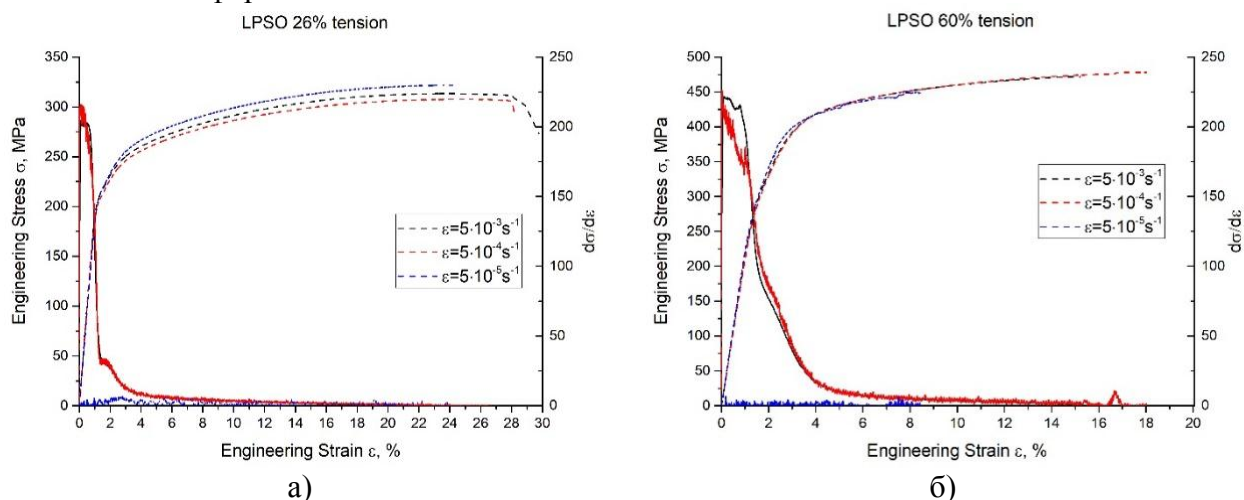 LPSO 26% tension
350
300
250
200
150
100
50
0
Engineering Stress σ, MPa
250
200
150
100
50
0
dσ/dε
ε=5·10⁻³s⁻¹
ε=5·10⁻⁴s⁻¹
ε=5·10⁻⁵s⁻¹
0 2 4 6 8 10 12 14 16 18 20 22 24 26 28 30
Engineering Strain ε, %
а)
LPSO 60% tension
500
450
400
350
300
250
200
150
100
50
0
Engineering Stress σ, MPa
250
200
150
100
50
0
dσ/dε
ε=5·10⁻³s⁻¹
ε=5·10⁻⁴s⁻¹
ε=5·10⁻⁵s⁻¹
0 2 4 6 8 10 12 14 16 18 20
Engineering Strain ε, %
б)